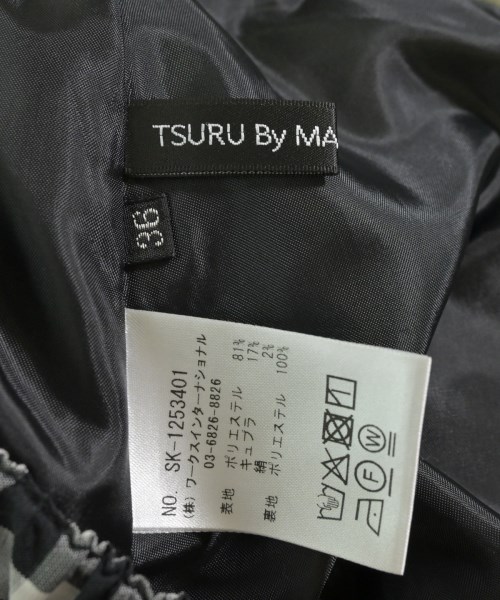 TSURU By MA
36
NO. SK-1253401
(株)ワークスインターナショナル
03-6826-8826
表地 ポリエステル 81%
キュプラ 17%
絹 2%
裏地 ポリエステル 100%
W
F